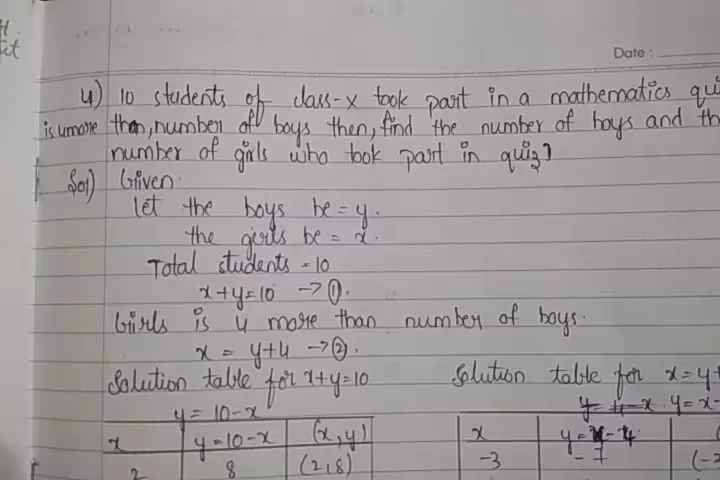 Date :
4) 10 students of class-x took part in a mathematics
is 4 more than, number of boys then, find the number of boys and
number of girls who took part in quiz?
Sol) Given.
let the boys be = y.
the girls be = x.
Total students = 10
x+y=10 → ①.
Girls is 4 more than number of boys.
x = y+4 → ②.
Solution table for x+y=10
y = 10-x
x y=10-x (x,y)
2 8 (2,8)
Solution table for x=y+
y=x-
x y=x-4
-3 -7